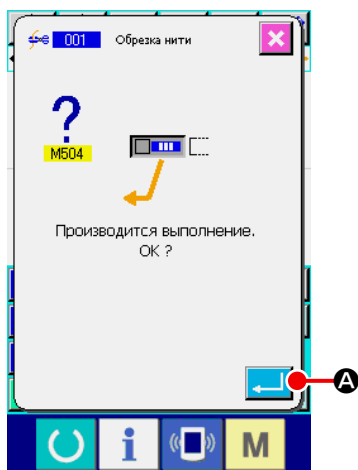 001 Обрезка нити
?
M504
Производится выполнение.
OK ?
A
i
M